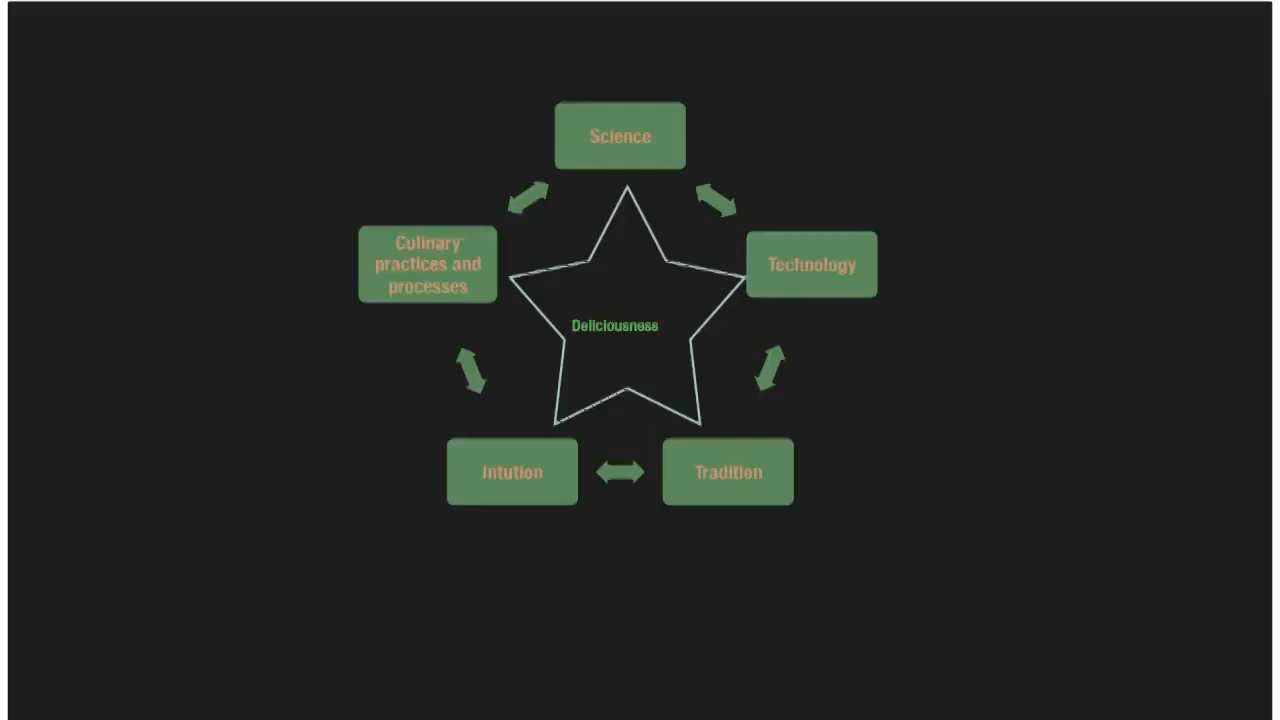 Science
Culinary
practices and
processes
Technology
Deliciousness
Intution
Tradition